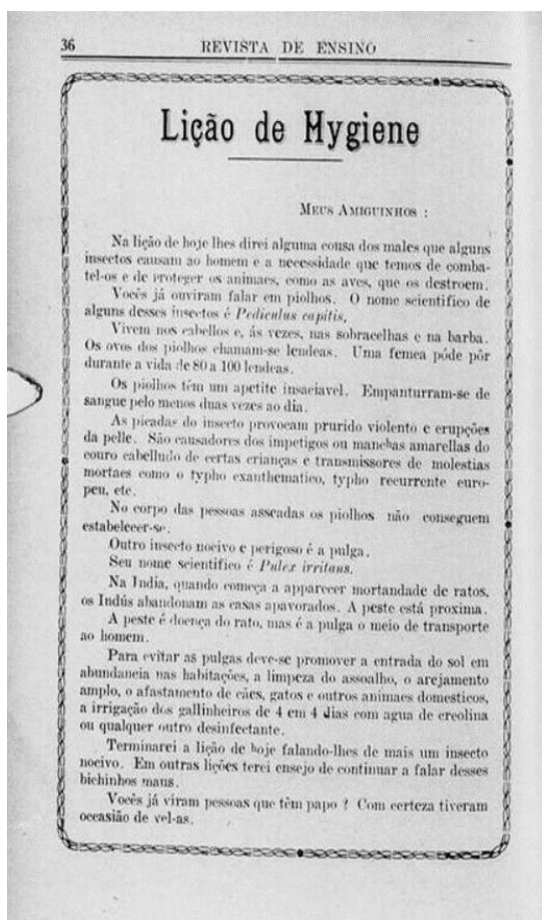 36
REVISTA DE ENSINO
Lição de Hygiene
MEUS AMIGUINHOS :
Na lição de hoje lhes direi alguma cousa dos males que alguns
insectos causam ao homem e a necessidade que temos de comba-
tel-os e de proteger os animaes, como as aves, que os destroem.
Vocês já ouviram falar em piolhos. O nome scientifico de
alguns desses insectos é Pediculus capitis.
Vivem nos cabellos e, ás vezes, nas sobracelhas e na barba.
Os ovos dos piolhos chamam-se lendeas. Uma femea póde pôr
durante a vida de 80 a 100 lendeas.
Os piolhos têm um apetite insaciavel. Empanturram-se de
sangue pelo menos duas vezes ao dia.
As picadas do insecto provocam prurido violento e erupções
da pelle. São causadores dos impetigos ou manchas amarellas do
couro cabelludo de certas crianças e transmissores de molestias
mortaes como o typho exanthematico, typho recurrente euro-
peu, etc.
No corpo das pessoas asseadas os piolhos não conseguem
estabelecer-se.
Outro insecto nocivo e perigoso é a pulga.
Seu nome scientifico é Pulex irritans.
Na India, quando começa a apparecer mortandade de ratos,
os Indús abandonam as casas apavorados. A peste está proxima.
A peste é doença do rato, mas é a pulga o meio de transporte
ao homem.
Para evitar as pulgas deve-se promover a entrada do sol em
abundancia nas habitações, a limpeza do assoalho, o arejamento
amplo, o afastamento de cães, gatos e outros animaes domesticos,
a irrigação dos gallinheiros de 4 em 4 dias com agua de creolina
ou qualquer outro desinfectante.
Terminarei a lição de hoje falando-lhes de mais um insecto
nocivo. Em outras lições terei ensejo de continuar a falar desses
bichinhos maus.
Vocês já viram pessoas que têm papo ? Com certeza tiveram
occasião de vel-as.